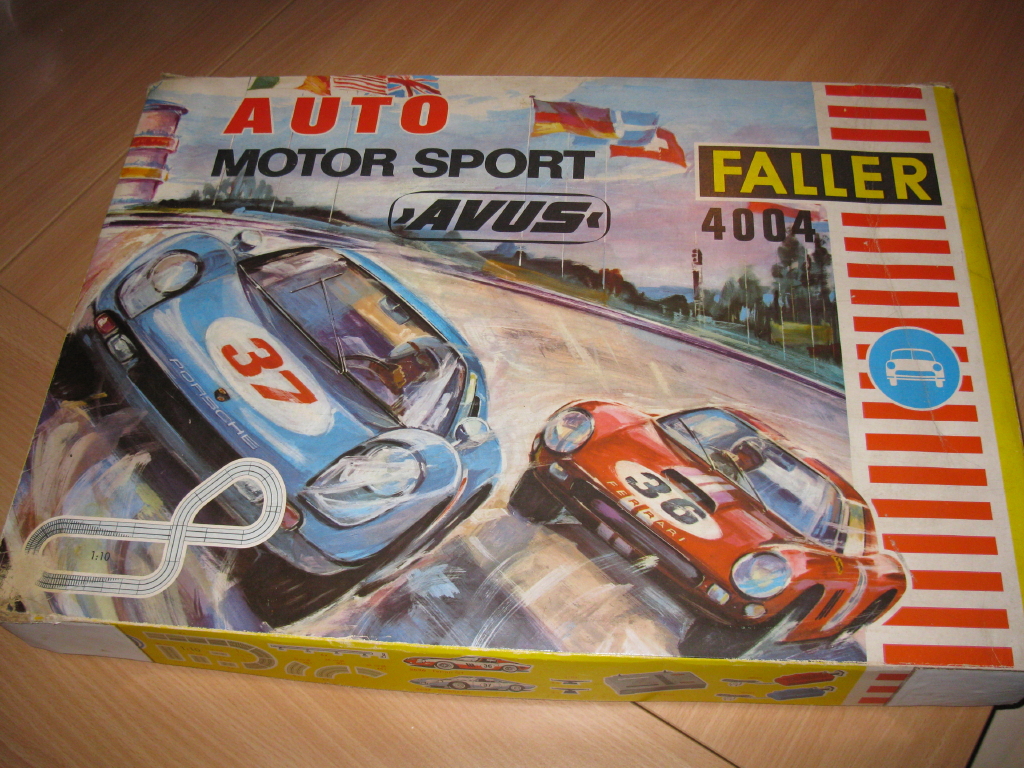 AUTO
MOTOR SPORT
›AVUS‹
FALLER
4004
37
PORSCHE
36
FERRARI
1:10